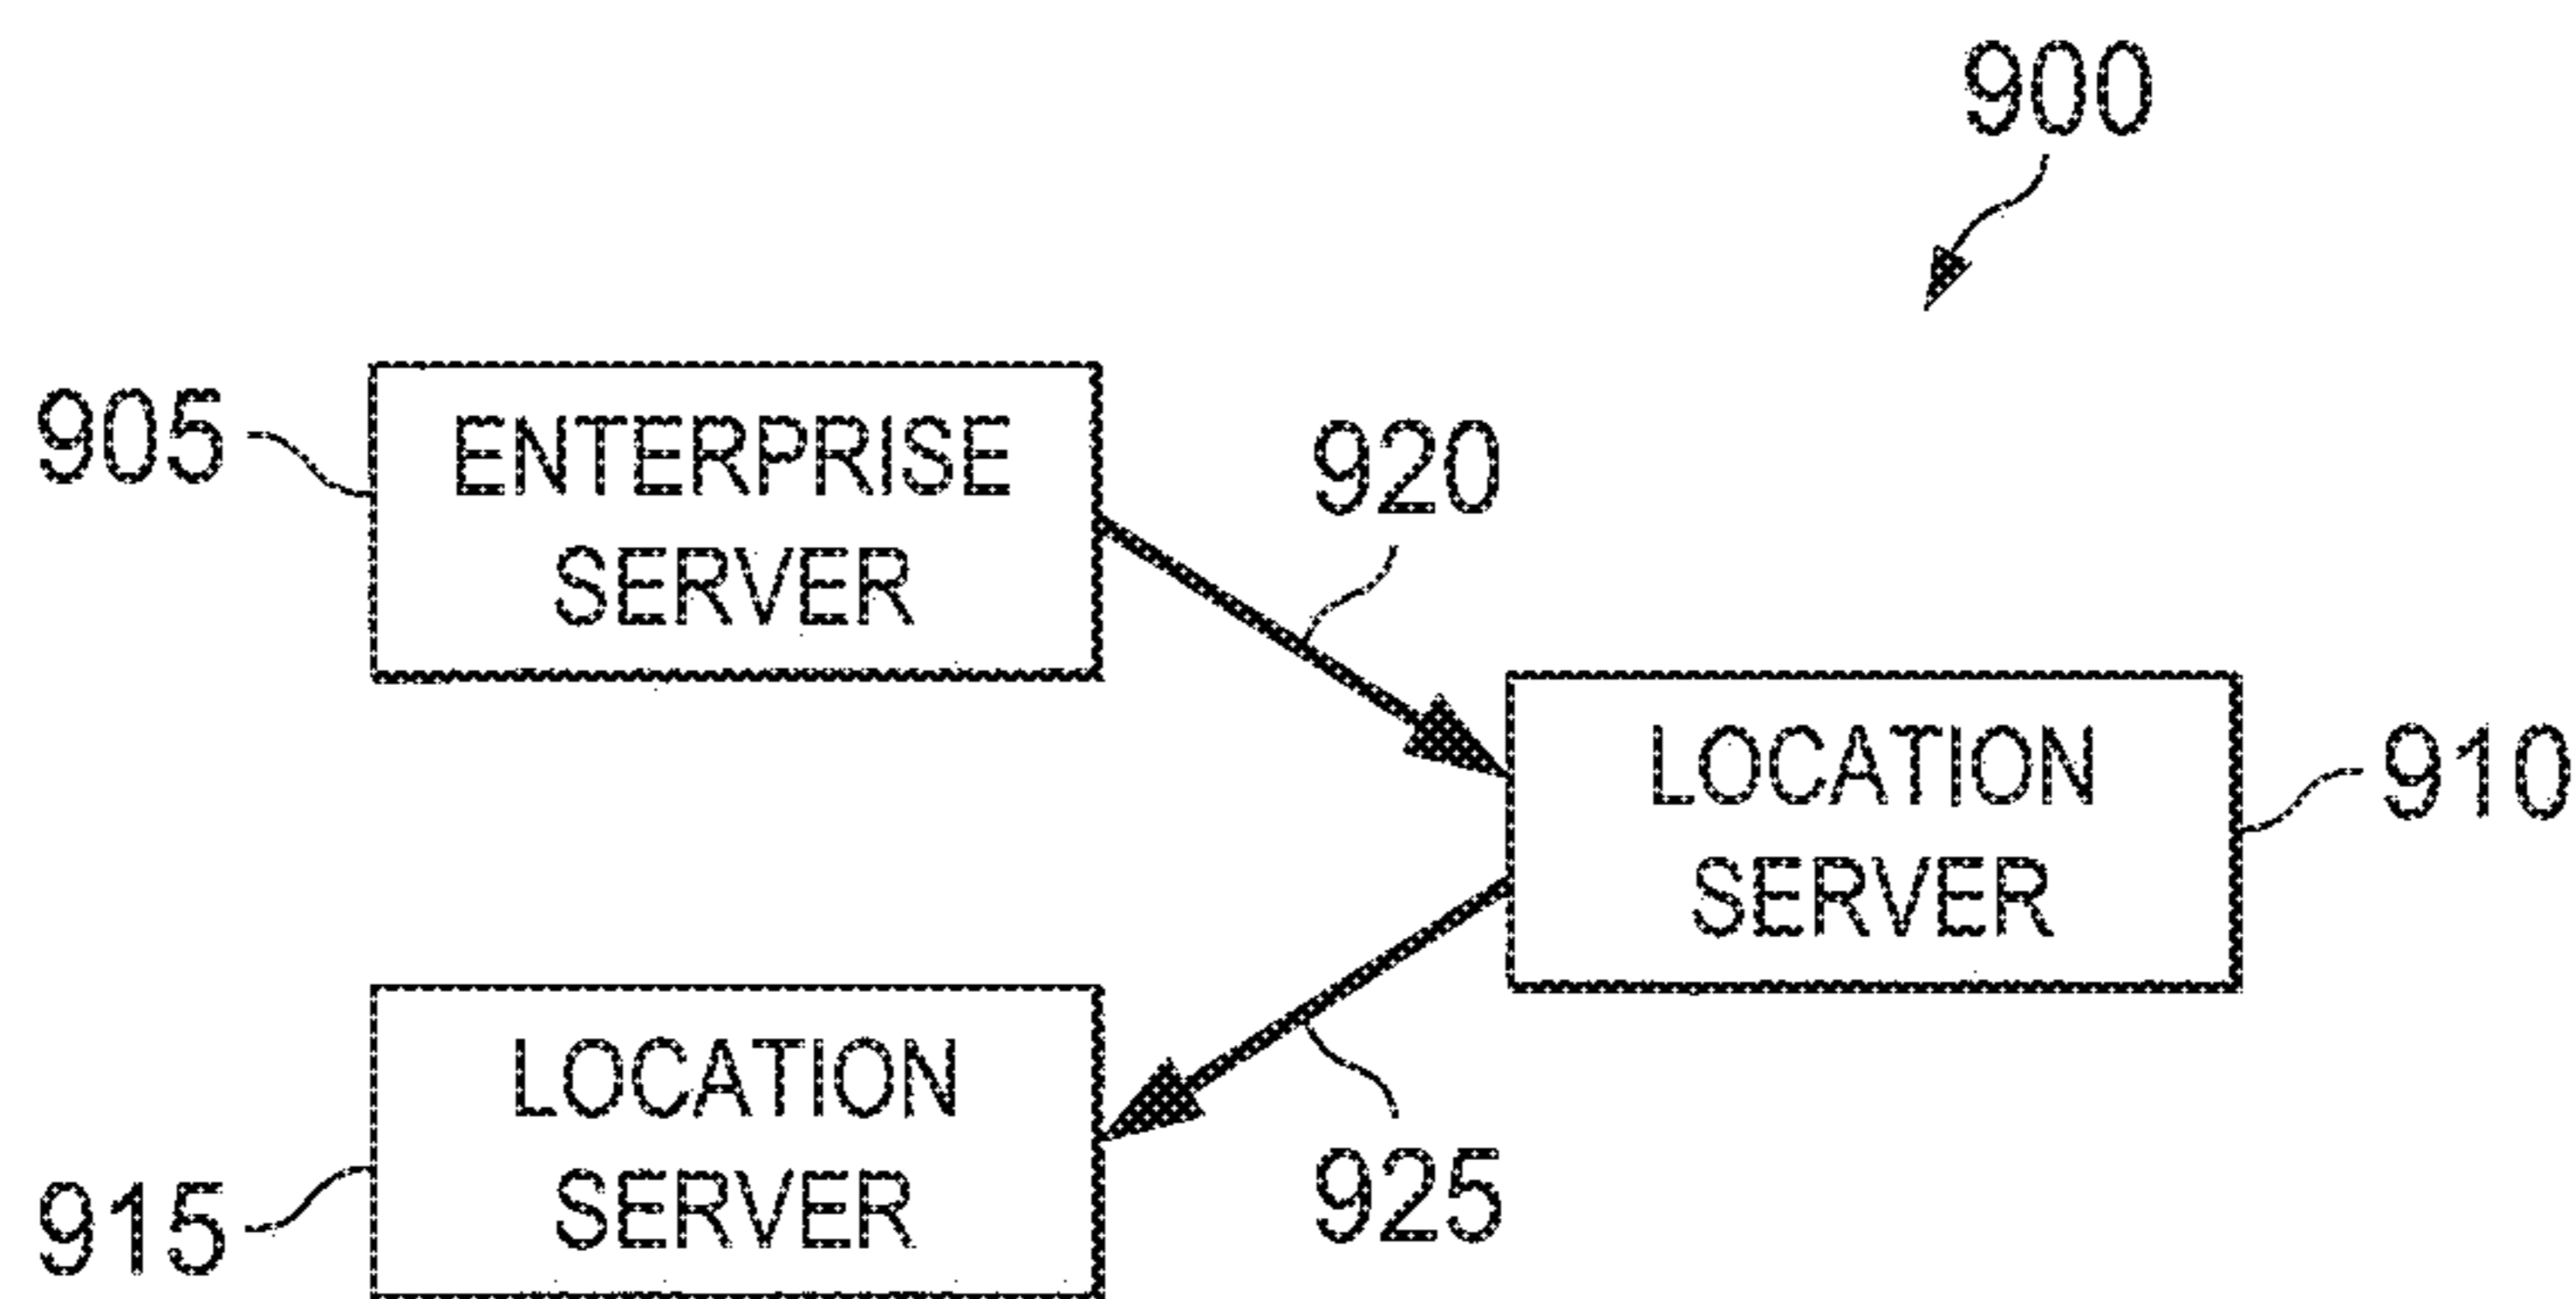 900
905
ENTERPRISE
SERVER
920
LOCATION
SERVER
910
LOCATION
SERVER
915
925